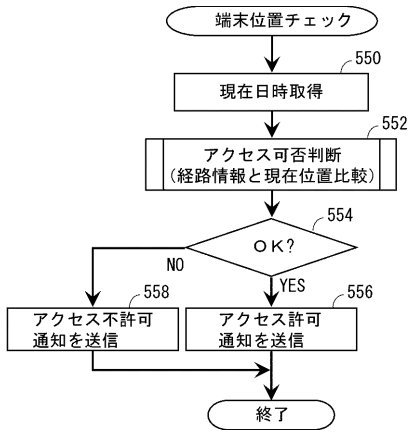 端末位置チェック
550
現在日時取得
552
アクセス可否判断
(経路情報と現在位置比較)
554
OK?
NO
YES
558
アクセス不許可
通知を送信
556
アクセス許可
通知を送信
終了